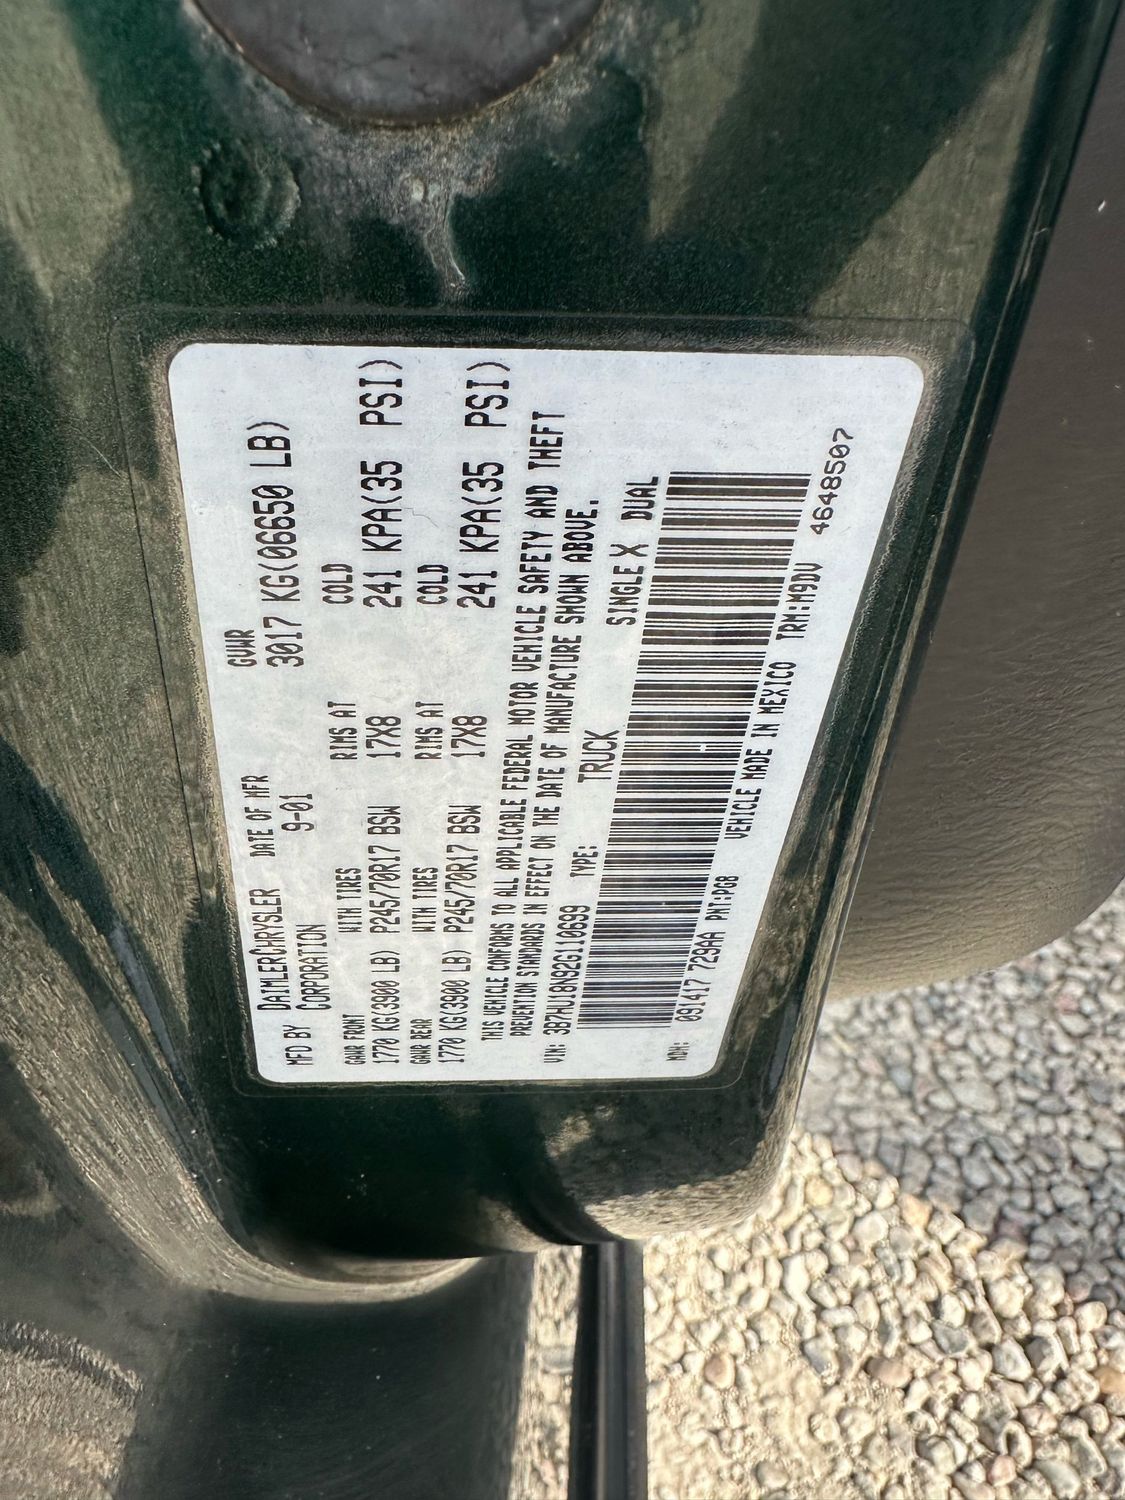 MFD BY DAIMLERCHRYSLER CORPORATION DATE OF MFR 9-01 GVWR 3017 KG(06650 LB)
GAWR FRONT WITH TIRES RIMS AT COLD
1770 KG(3900 LB) P245/70R17 BSW 17X8 241 KPA(35 PSI)
GAWR REAR WITH TIRES RIMS AT COLD
1770 KG(3900 LB) P245/70R17 BSW 17X8 241 KPA(35 PSI)
THIS VEHICLE CONFORMS TO ALL APPLICABLE FEDERAL MOTOR VEHICLE SAFETY AND THEFT
PREVENTION STANDARDS IN EFFECT ON THE DATE OF MANUFACTURE SHOWN ABOVE.
VIN: 3B7HU18N92G110699 TYPE: TRUCK SINGLE X DUAL
MDH: 091417 729AA PNT:PGB VEHICLE MADE IN MEXICO TRM:M9DV 4648507